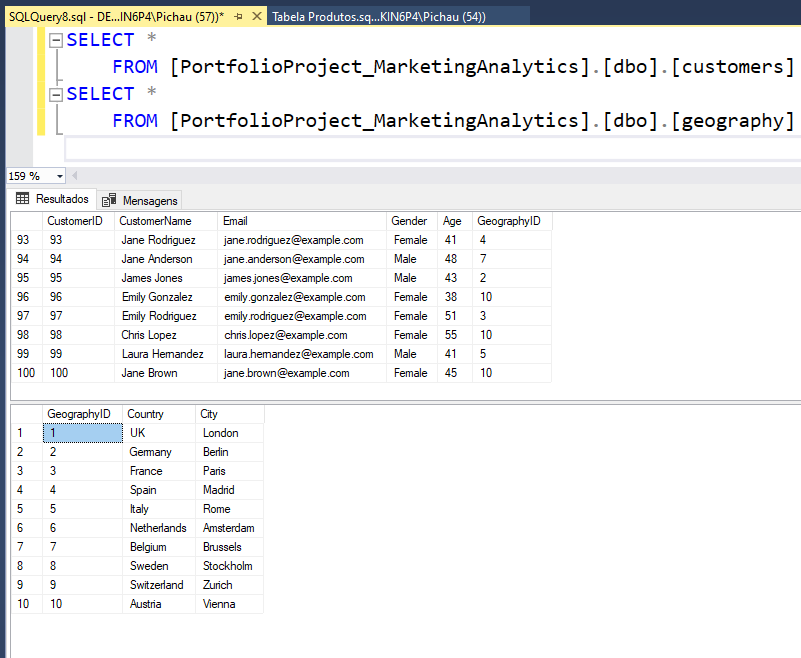 SQLQuery8.sql - DE...IN6P4\Pichau (57))* Tabela Produtos.sq...KIN6P4\Pichau (54))
SELECT *
FROM [PortfolioProject_MarketingAnalytics].[dbo].[customers]
SELECT *
FROM [PortfolioProject_MarketingAnalytics].[dbo].[geography]
159 %
Resultados Mensagens
CustomerID CustomerName Email Gender Age GeographyID
93 93 Jane Rodriguez jane.rodriguez@example.com Female 41 4
94 94 Jane Anderson jane.anderson@example.com Male 48 7
95 95 James Jones james.jones@example.com Male 43 2
96 96 Emily Gonzalez emily.gonzalez@example.com Female 38 10
97 97 Emily Rodriguez emily.rodriguez@example.com Female 51 3
98 98 Chris Lopez chris.lopez@example.com Female 55 10
99 99 Laura Hernandez laura.hernandez@example.com Male 41 5
100 100 Jane Brown jane.brown@example.com Female 45 10
GeographyID Country City
1 1 UK London
2 2 Germany Berlin
3 3 France Paris
4 4 Spain Madrid
5 5 Italy Rome
6 6 Netherlands Amsterdam
7 7 Belgium Brussels
8 8 Sweden Stockholm
9 9 Switzerland Zurich
10 10 Austria Vienna